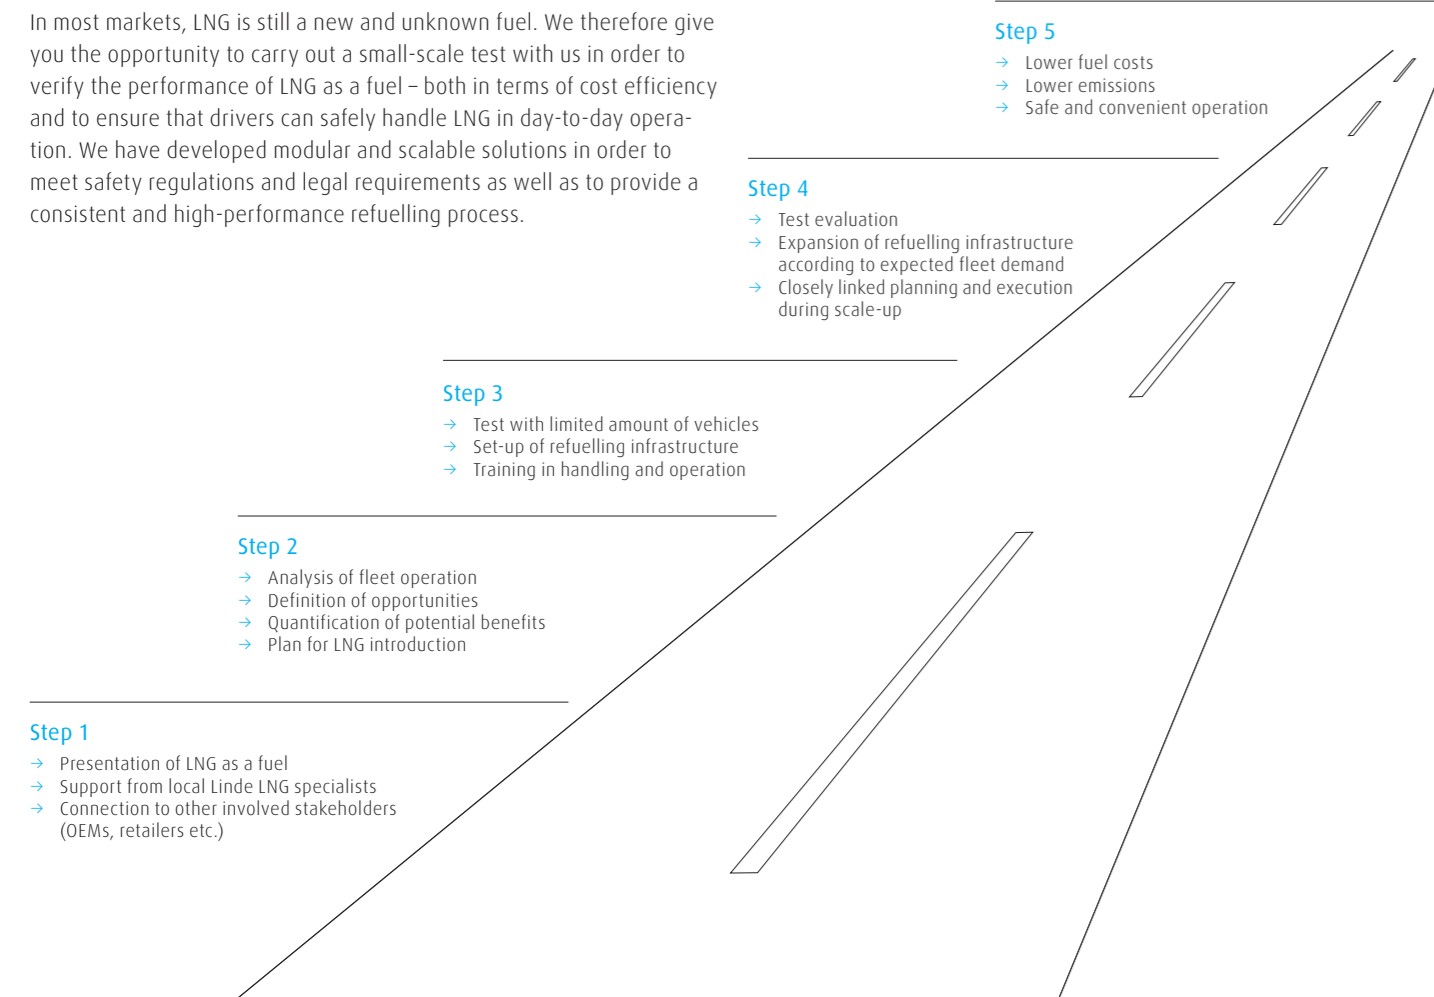 In most markets, LNG is still a new and unknown fuel. We therefore give
you the opportunity to carry out a small-scale test with us in order to
verify the performance of LNG as a fuel – both in terms of cost efficiency
and to ensure that drivers can safely handle LNG in day-to-day opera-
tion. We have developed modular and scalable solutions in order to
meet safety regulations and legal requirements as well as to provide a
consistent and high-performance refuelling process.
Step 5
→ Lower fuel costs
→ Lower emissions
→ Safe and convenient operation
Step 4
→ Test evaluation
→ Expansion of refuelling infrastructure
according to expected fleet demand
→ Closely linked planning and execution
during scale-up
Step 3
→ Test with limited amount of vehicles
→ Set-up of refuelling infrastructure
→ Training in handling and operation
Step 2
→ Analysis of fleet operation
→ Definition of opportunities
→ Quantification of potential benefits
→ Plan for LNG introduction
Step 1
→ Presentation of LNG as a fuel
→ Support from local Linde LNG specialists
→ Connection to other involved stakeholders
(OEMs, retailers etc.)